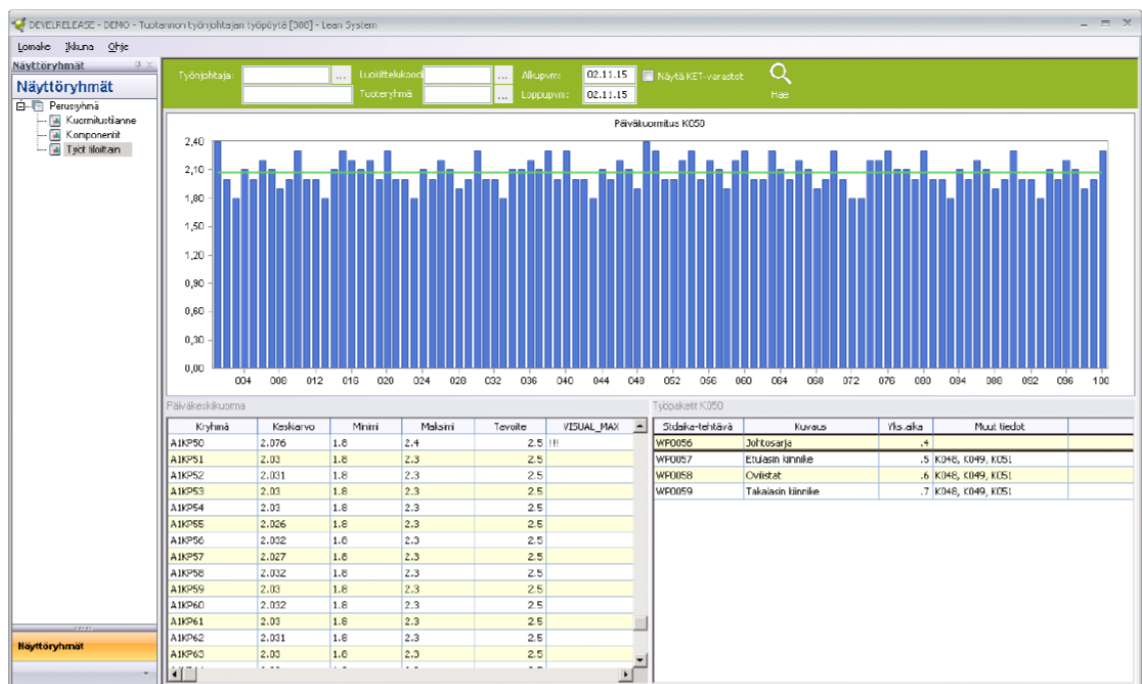 DEVELRELEASE - DEMO - Tuotannon työnjohtajan työpöytä [388] - Lean System
Lomake Ikkuna Ohje
Näyttöryhmät
Näyttöryhmät
Perusryhmä
Kuormitustilanne
Komponentit
Työt tiloittain
Näyttöryhmät
Työnjohtaja: ... Luokittelukoodi ... Alkupvm: 02.11.15 Näytä KET-varastot
Tuoteryhmä ... Loppupvm: 02.11.15 Hae
Päiväkuormitus K050
2,40
2,10
1,80
1,50
1,20
0,90
0,60
0,30
0,00
004 008 012 016 020 024 028 032 036 040 044 048 052 056 060 064 068 072 076 080 084 088 092 096 100
Päiväkeskikuorma
Kryhmä Keskiarvo Minimi Maksimi Tavoite VISUAL_MAX
A1KP50 2.076 1.8 2.4 2.5 !!!
A1KP51 2.03 1.8 2.3 2.5
A1KP52 2.031 1.8 2.3 2.5
A1KP53 2.03 1.8 2.3 2.5
A1KP54 2.03 1.8 2.3 2.5
A1KP55 2.026 1.8 2.3 2.5
A1KP56 2.032 1.8 2.3 2.5
A1KP57 2.027 1.8 2.3 2.5
A1KP58 2.032 1.8 2.3 2.5
A1KP59 2.03 1.8 2.3 2.5
A1KP60 2.032 1.8 2.3 2.5
A1KP61 2.03 1.8 2.3 2.5
A1KP62 2.031 1.8 2.3 2.5
A1KP63 2.03 1.8 2.3 2.5
Työpaketit K050
Stdaika-tehtävä Kuvaus Yks.aika Muut tiedot
WP0056 Johtosarja .4
WP0057 Etulasin kinnike .5 K048, K049, K051
WP0058 Ovilistat .6 K048, K049, K051
WP0059 Takalasin kiinnike .7 K048, K049, K051